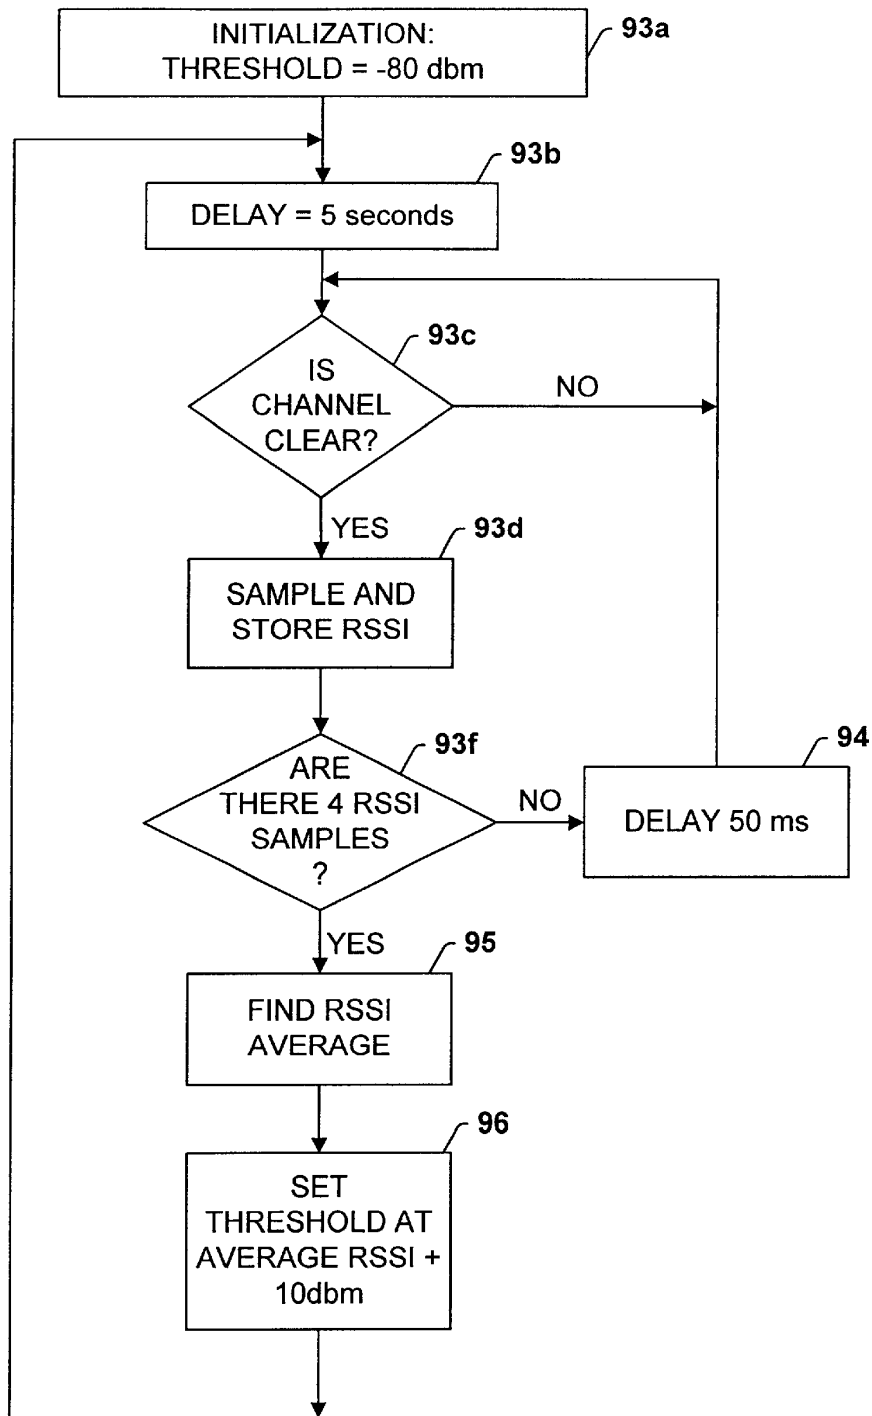 INITIALIZATION:
THRESHOLD = -80 dbm
93a
93b
DELAY = 5 seconds
93c
IS
CHANNEL
CLEAR?
NO
YES
93d
SAMPLE AND
STORE RSSI
93f
ARE
THERE 4 RSSI
SAMPLES
?
NO
94
DELAY 50 ms
YES
95
FIND RSSI
AVERAGE
96
SET
THRESHOLD AT
AVERAGE RSSI +
10dbm